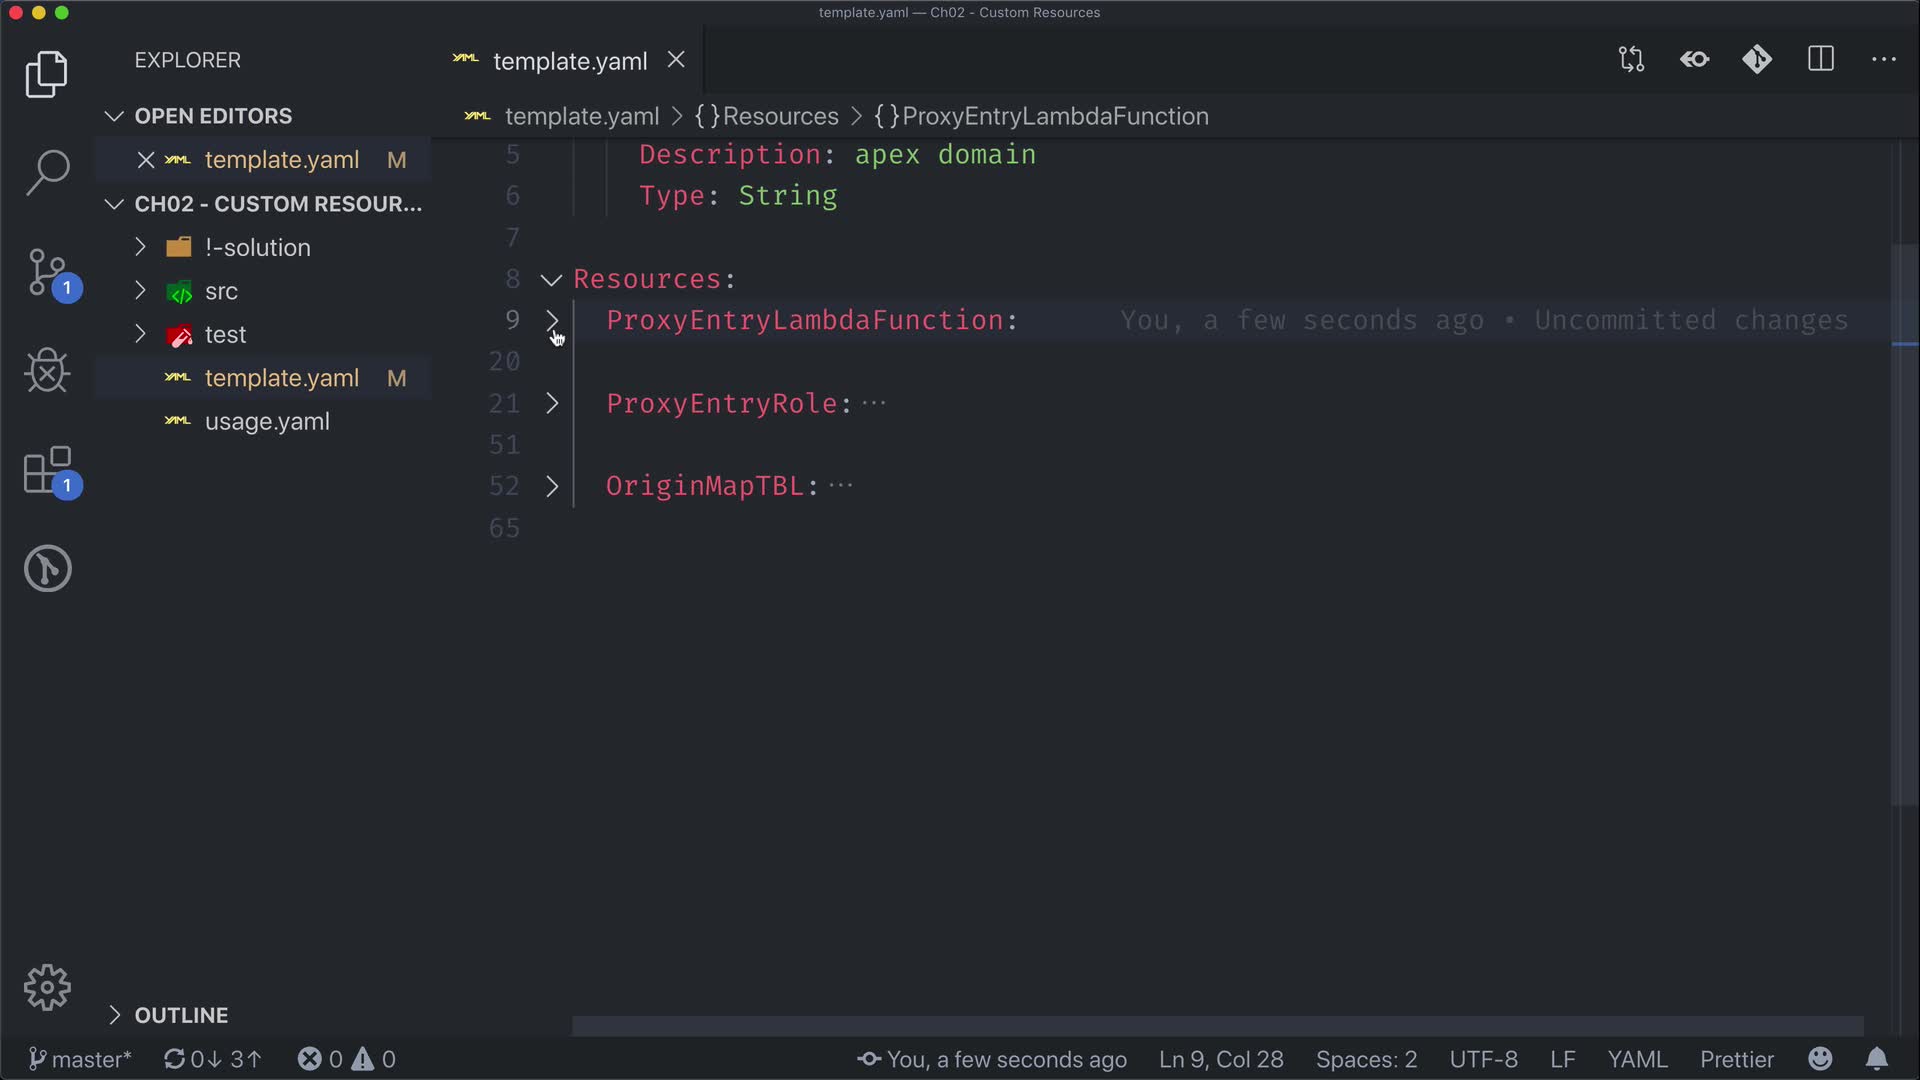 template.yaml — Ch02 - Custom Resources
EXPLORER
OPEN EDITORS
template.yaml M
CH02 - CUSTOM RESOUR...
!-solution
src
test
template.yaml M
usage.yaml
OUTLINE
1
1
template.yaml
template.yaml > {} Resources > {} ProxyEntryLambdaFunction
5 Description: apex domain
6 Type: String
7
8 Resources:
9 ProxyEntryLambdaFunction: You, a few seconds ago • Uncommitted changes
20
21 ProxyEntryRole: ···
51
52 OriginMapTBL: ···
65
master* 0↓ 3↑ 0 0 You, a few seconds ago Ln 9, Col 28 Spaces: 2 UTF-8 LF YAML Prettier